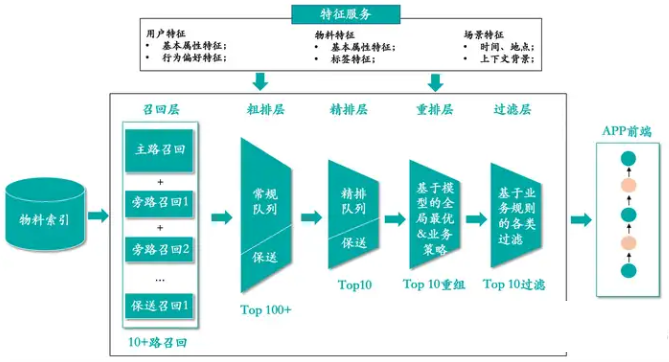 特征服务
用户特征
• 基本属性特征;
• 行为偏好特征;
物料特征
• 基本属性特征;
• 标签特征;
场景特征
• 时间、地点;
• 上下文背景;
召回层
粗排层
精排层
重排层
过滤层
APP前端
物料索引
主路召回
+
旁路召回1
+
旁路召回2
...
保送召回1
10+路召回
常规
队列
保送
Top 100+
精排
队列
保送
Top10
基于模
型的全
局最优
&业务
策略
Top 10重组
基于业
务规则
的各类
过滤
Top 10过滤